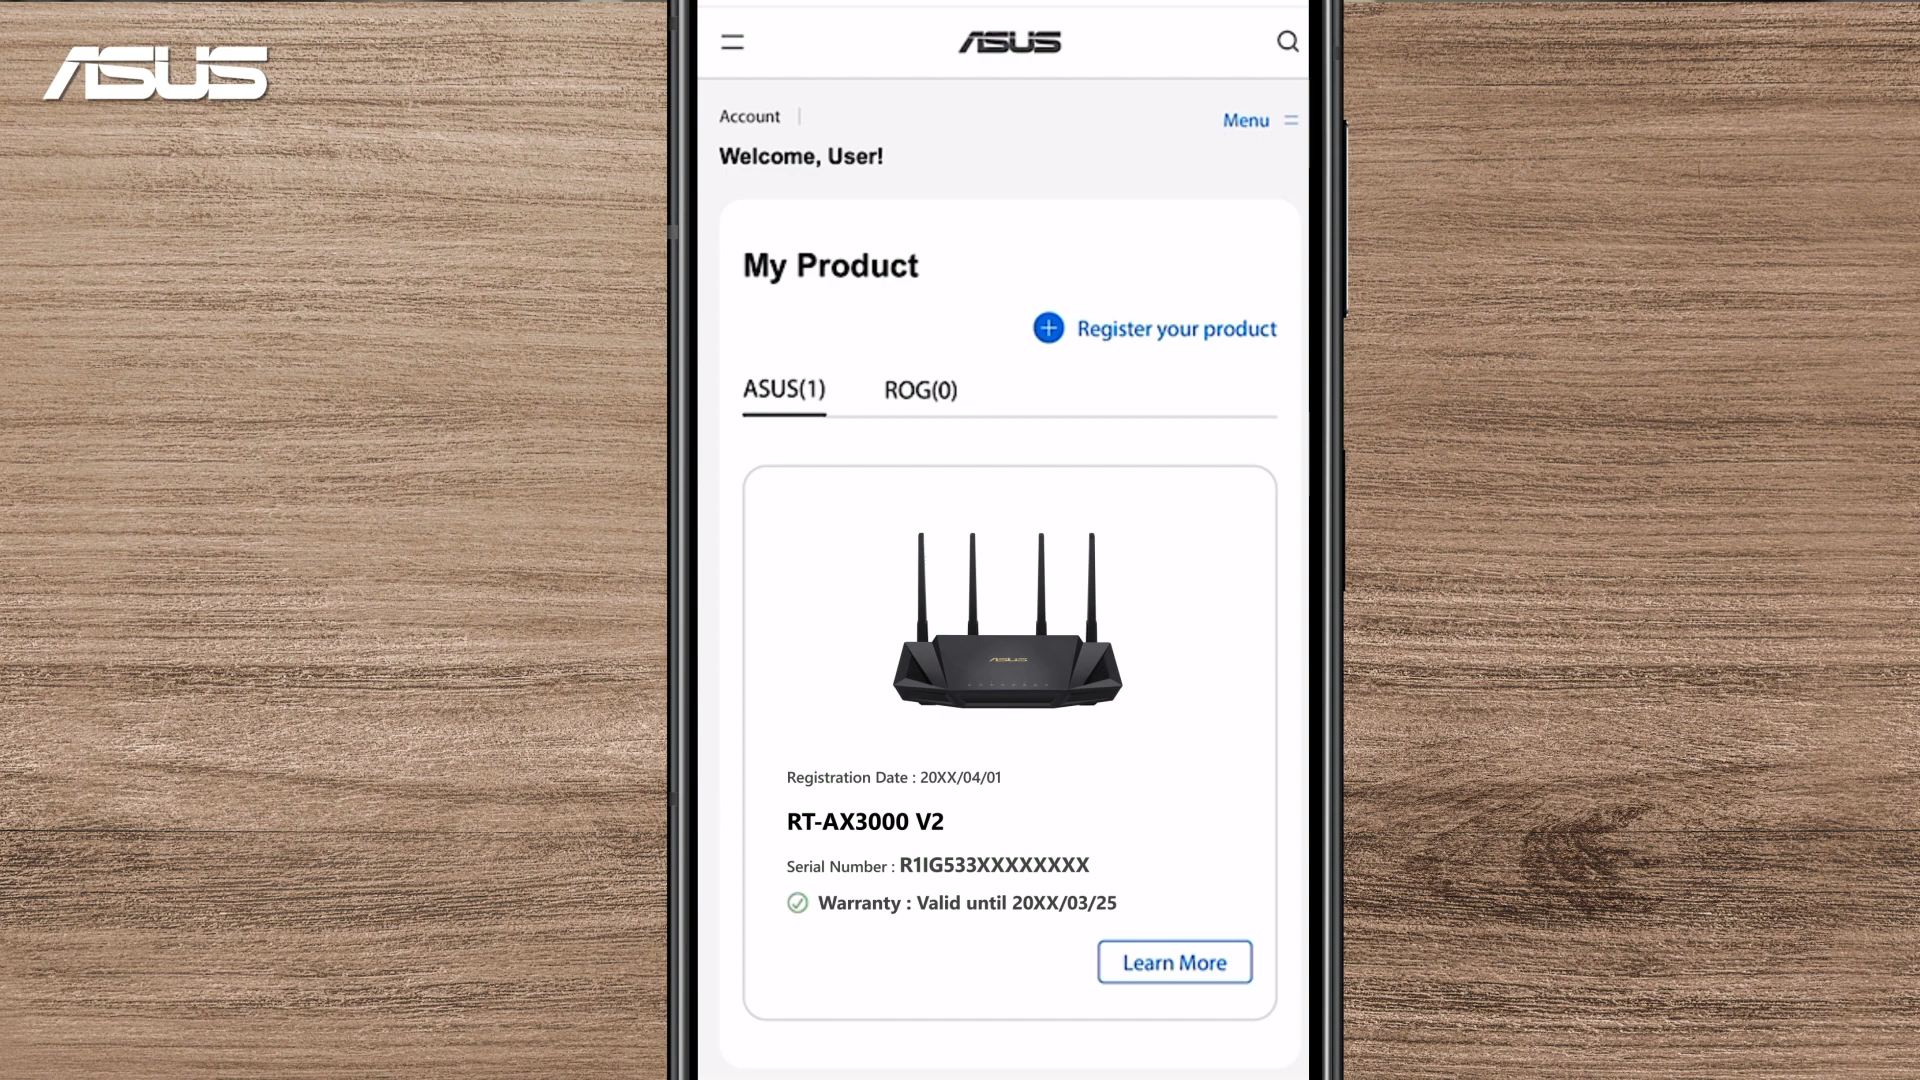 ASUS
ASUS
Account
Menu
Welcome, User!
My Product
Register your product
ASUS(1)
ROG(0)
ASUS
Registration Date : 20XX/04/01
RT-AX3000 V2
Serial Number : R1IG533XXXXXXXX
Warranty : Valid until 20XX/03/25
Learn More